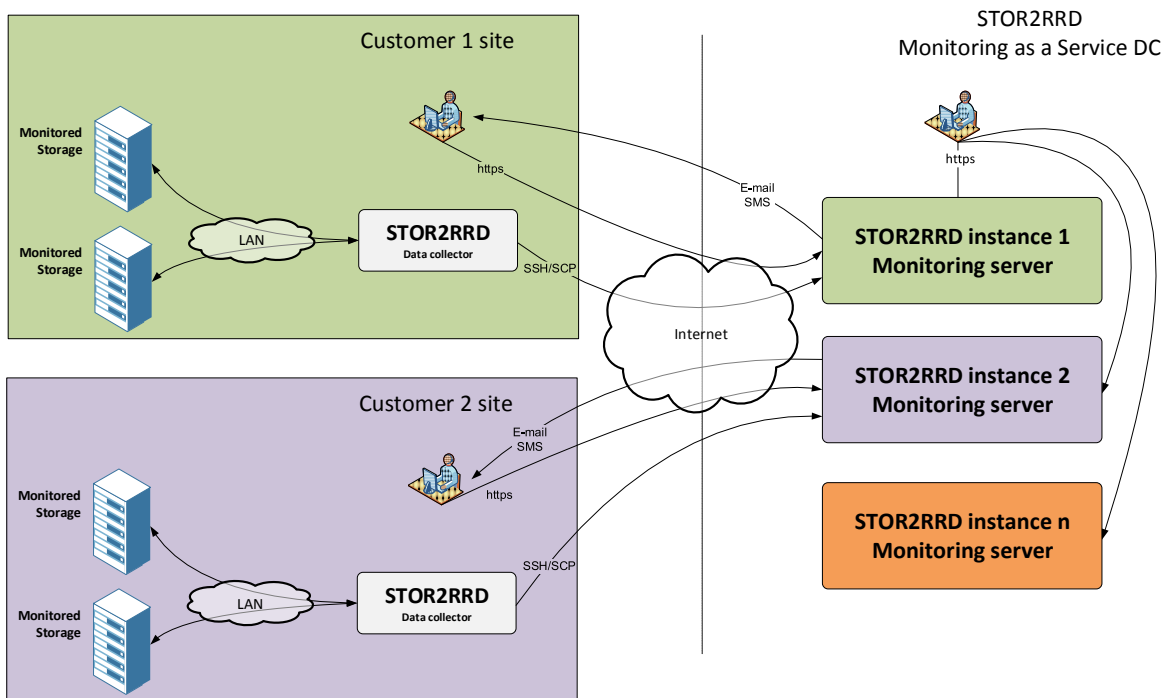 Customer 1 site
STOR2RRD
Monitoring as a Service DC
Monitored
Storage
Monitored
Storage
LAN
STOR2RRD
Data collector
https
SSH/SCP
E-mail
SMS
https
STOR2RRD instance 1
Monitoring server
Internet
STOR2RRD instance 2
Monitoring server
STOR2RRD instance n
Monitoring server
Customer 2 site
E-mail
SMS
https
Monitored
Storage
Monitored
Storage
LAN
STOR2RRD
Data collector
SSH/SCP